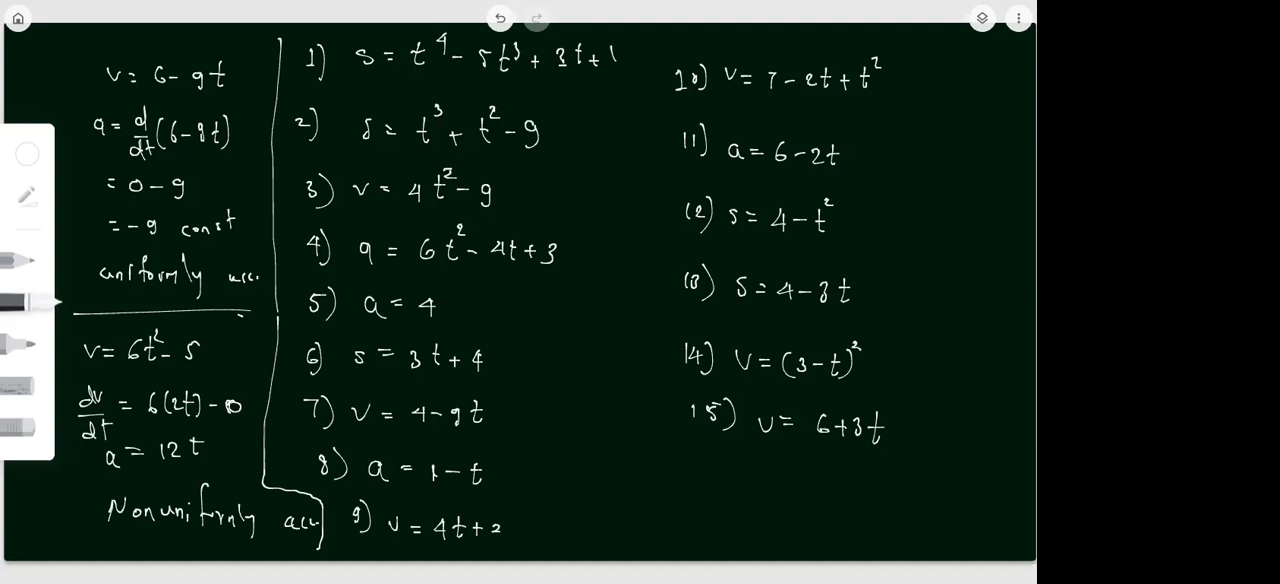 v = 6 - 9t
a = d/dt (6 - 9t)
= 0 - 9
= -9 const
uniformly acc.
v = 6t² - 5
dv/dt = 6(2t) - 0
a = 12t
Nonuniformly acc
1) s = t⁴ - 5t³ + 3t + 1
2) s = t³ + t² - 9
3) v = 4t² - 9
4) a = 6t² - 4t + 3
5) a = 4
6) s = 3t + 4
7) v = 4 - 9t
8) a = 1 - t
9) v = 4t + 2
10) v = 7 - 2t + t²
11) a = 6 - 2t
12) s = 4 - t²
13) s = 4 - 3t
14) v = (3 - t)²
15) v = 6 + 3t